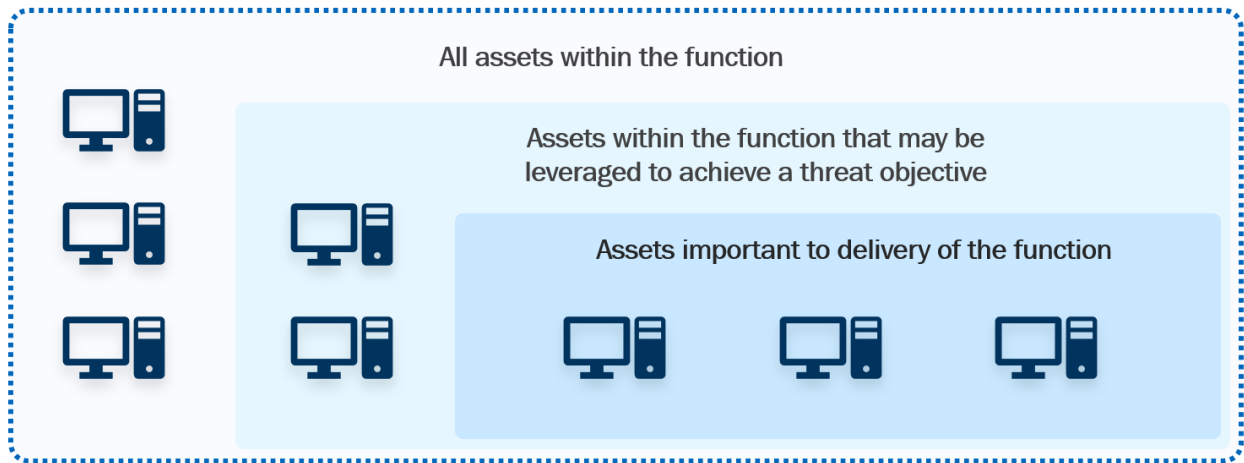 All assets within the function
Assets within the function that may be
leveraged to achieve a threat objective
Assets important to delivery of the function